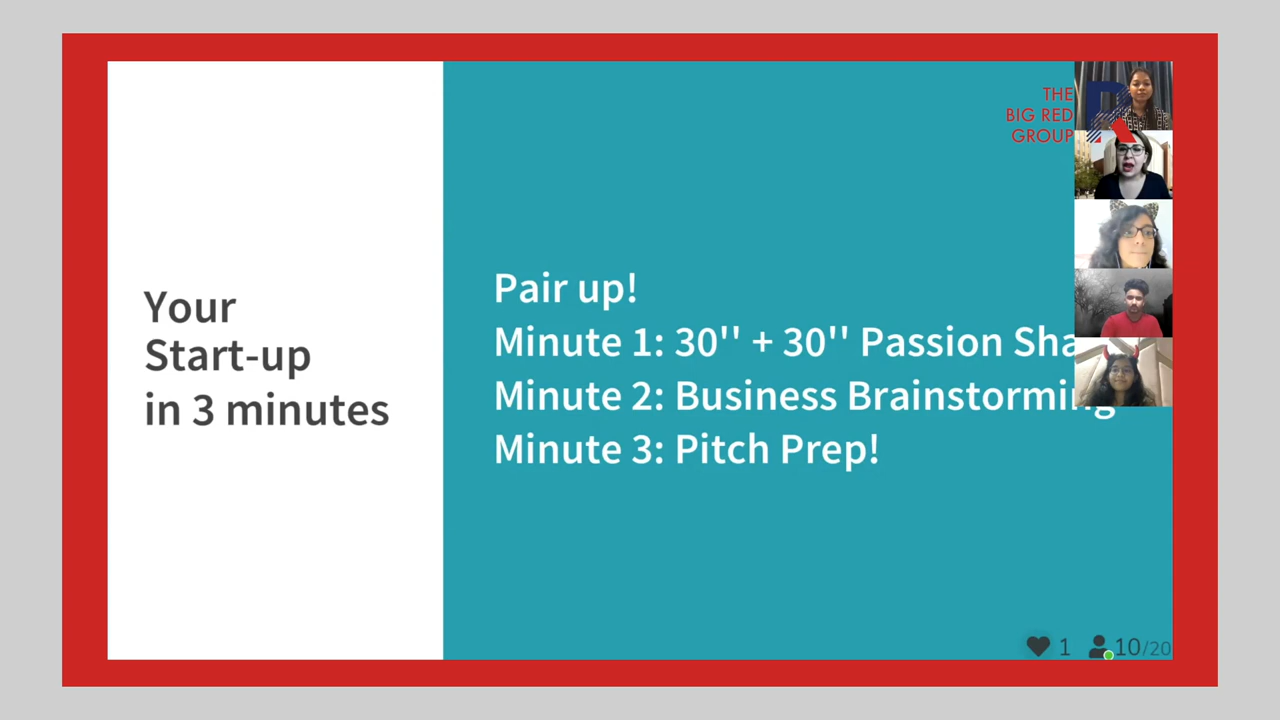 Your
Start-up
in 3 minutes
THE
BIG RED
GROUP
Pair up!
Minute 1: 30'' + 30'' Passion Sha
Minute 2: Business Brainstorming
Minute 3: Pitch Prep!
1 10/20